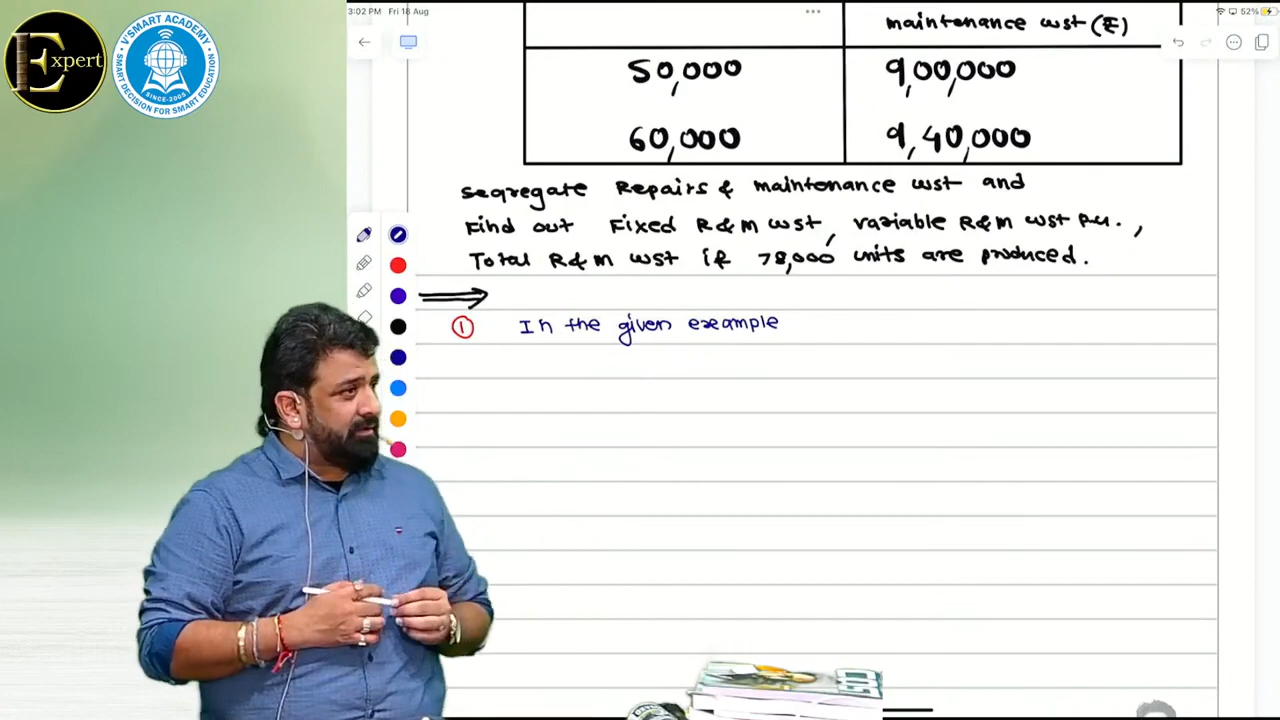 3:02 PM Fri 18 Aug
52%
Expert
V'SMART ACADEMY
SINCE-2005
SMART DECISION FOR SMART EDUCATION
maintenance cost (₹)
50,000 9,00,000
60,000 9,40,000
Segregate Repairs & maintenance cost and
Find out Fixed R&M cost, variable R&M cost P.u.,
Total R&M cost if 78,000 units are produced.
① In the given example